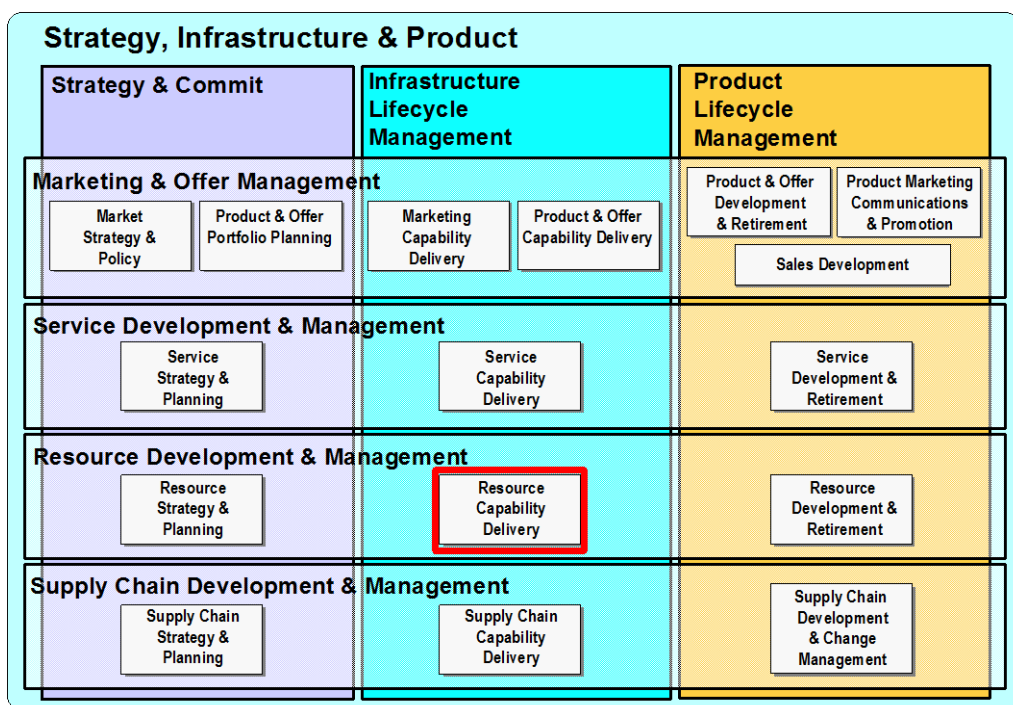 Strategy, Infrastructure & Product
Strategy & Commit
Infrastructure
Lifecycle
Management
Product
Lifecycle
Management
Marketing & Offer Management
Market
Strategy &
Policy
Product & Offer
Portfolio Planning
Marketing
Capability
Delivery
Product & Offer
Capability Delivery
Product & Offer
Development
& Retirement
Product Marketing
Communications
& Promotion
Sales Development
Service Development & Management
Service
Strategy &
Planning
Service
Capability
Delivery
Service
Development &
Retirement
Resource Development & Management
Resource
Strategy &
Planning
Resource
Capability
Delivery
Resource
Development &
Retirement
Supply Chain Development & Management
Supply Chain
Strategy &
Planning
Supply Chain
Capability
Delivery
Supply Chain
Development
& Change
Management